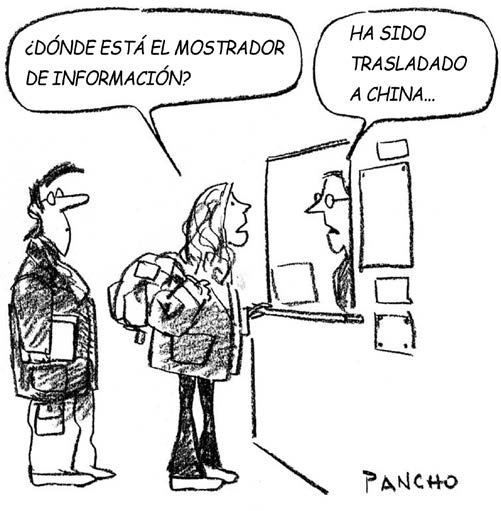 ¿DÓNDE ESTÁ EL MOSTRADOR
DE INFORMACIÓN?
HA SIDO
TRASLADADO
A CHINA...
PANCHO